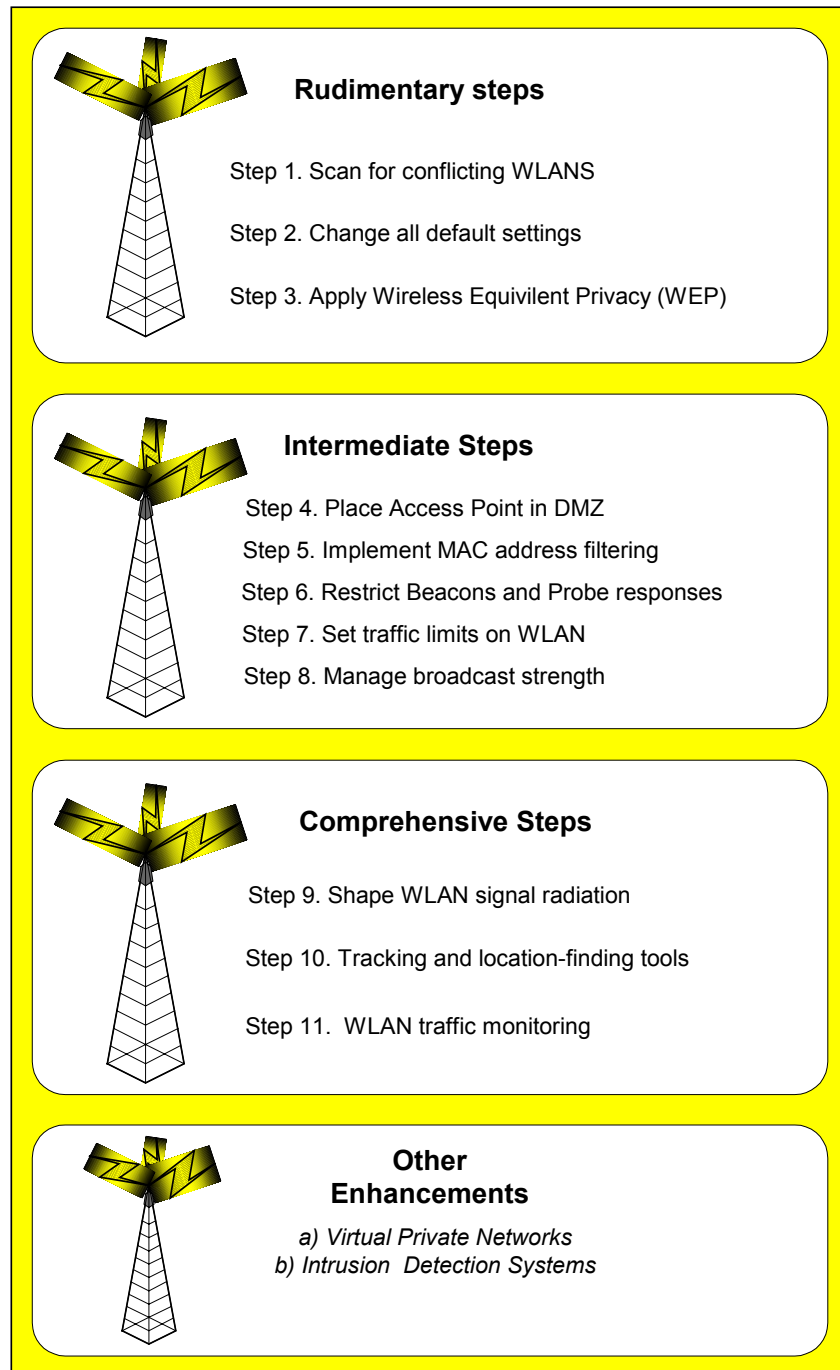 Rudimentary steps
Step 1. Scan for conflicting WLANS
Step 2. Change all default settings
Step 3. Apply Wireless Equivilent Privacy (WEP)
Intermediate Steps
Step 4. Place Access Point in DMZ
Step 5. Implement MAC address filtering
Step 6. Restrict Beacons and Probe responses
Step 7. Set traffic limits on WLAN
Step 8. Manage broadcast strength
Comprehensive Steps
Step 9. Shape WLAN signal radiation
Step 10. Tracking and location-finding tools
Step 11. WLAN traffic monitoring
Other
Enhancements
a) Virtual Private Networks
b) Intrusion Detection Systems